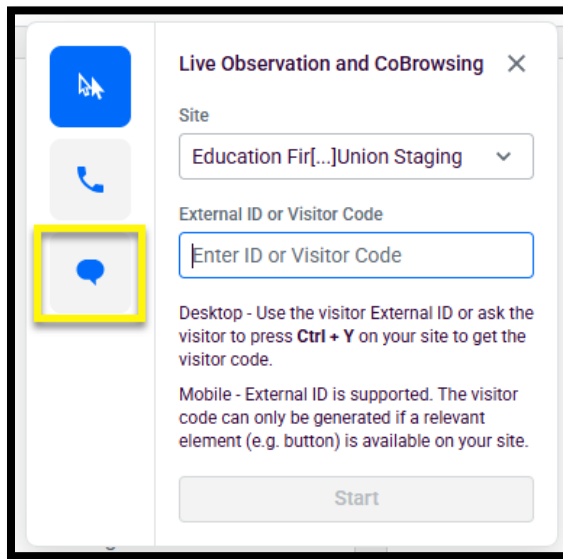 Live Observation and CoBrowsing
Site
Education Fir[...]Union Staging
External ID or Visitor Code
Enter ID or Visitor Code
Desktop - Use the visitor External ID or ask the
visitor to press Ctrl + Y on your site to get the
visitor code.
Mobile - External ID is supported. The visitor
code can only be generated if a relevant
element (e.g. button) is available on your site.
Start